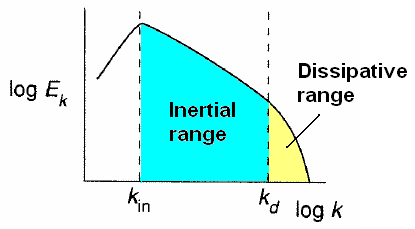 log E_k
Inertial
range
Dissipative
range
k_in
k_d
log k